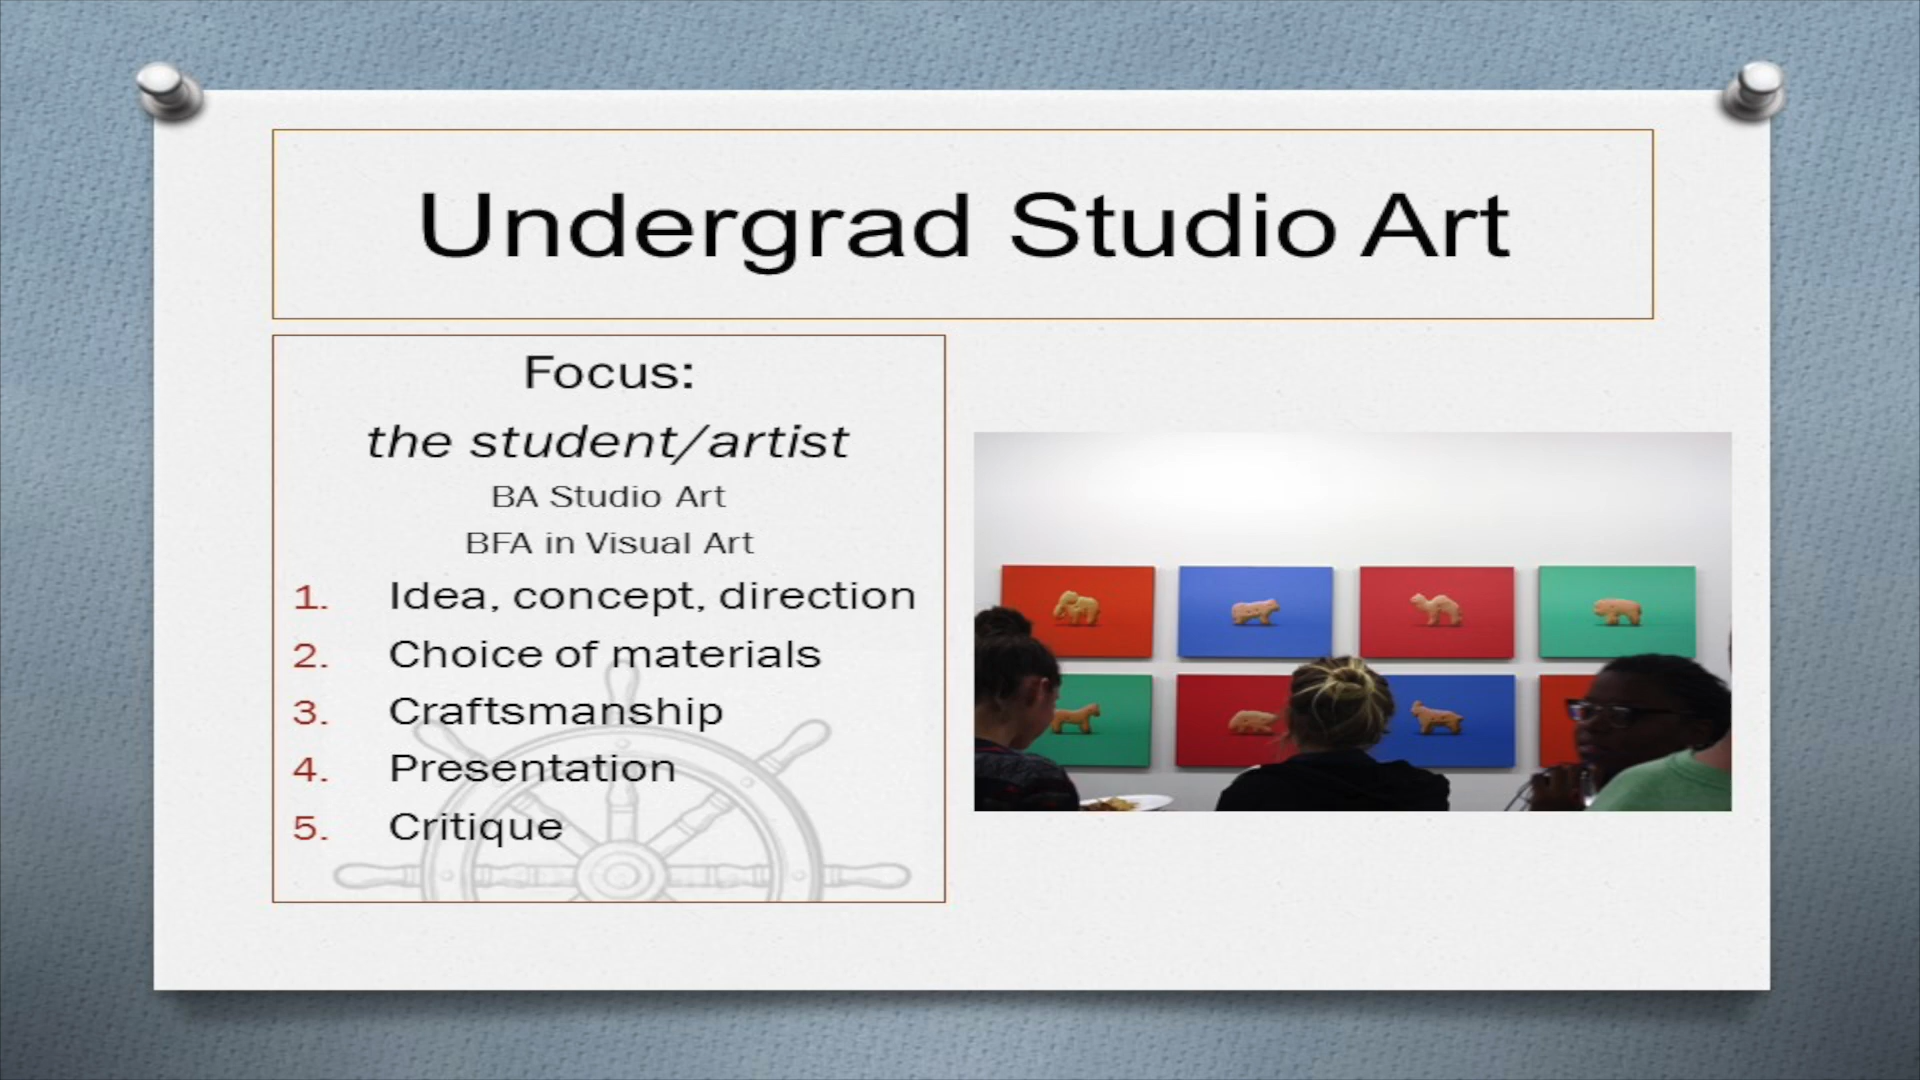 Undergrad Studio Art
Focus:
the student/artist
BA Studio Art
BFA in Visual Art
1. Idea, concept, direction
2. Choice of materials
3. Craftsmanship
4. Presentation
5. Critique